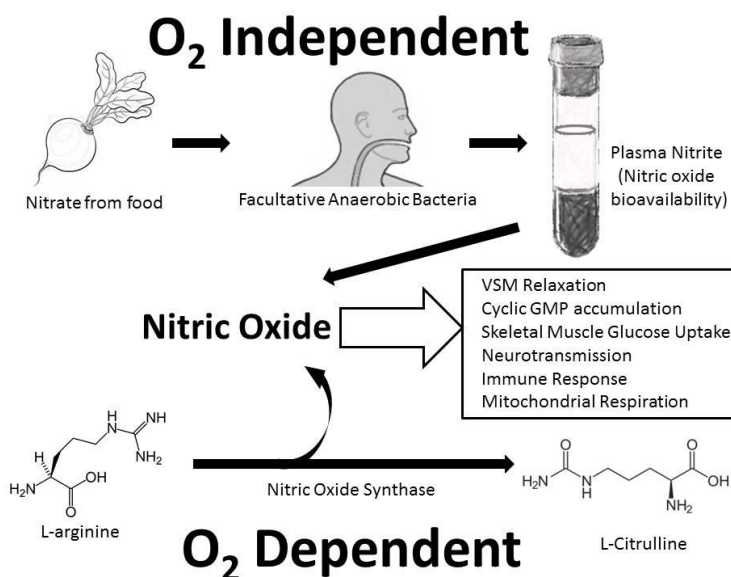 O₂ Independent
Nitrate from food
Facultative Anaerobic Bacteria
Plasma Nitrite
(Nitric oxide
bioavailability)
Nitric Oxide
VSM Relaxation
Cyclic GMP accumulation
Skeletal Muscle Glucose Uptake
Neurotransmission
Immune Response
Mitochondrial Respiration
H
N
NH
NH₂
H
H₂N
OH
O
L-arginine
Nitric Oxide Synthase
O
H₂N
N
H
O
OH
NH₂
L-Citrulline
O₂ Dependent